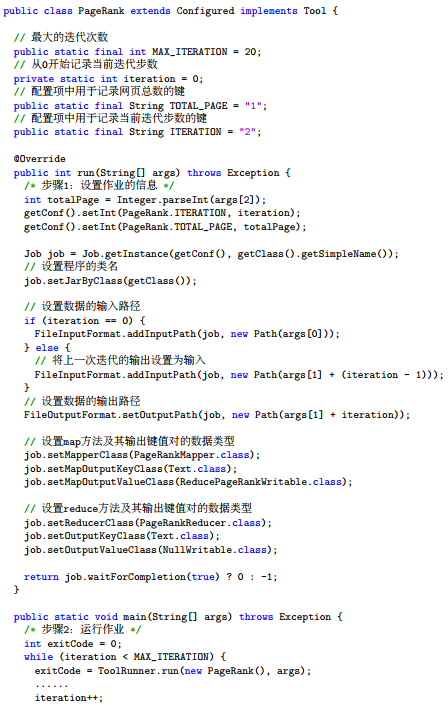 public class PageRank extends Configured implements Tool {
// 最大的迭代次数
public static final int MAX_ITERATION = 20;
// 从0开始记录当前迭代步数
private static int iteration = 0;
// 配置项中用于记录网页总数的键
public static final String TOTAL_PAGE = "1";
// 配置项中用于记录当前迭代步数的键
public static final String ITERATION = "2";
@Override
public int run(String[] args) throws Exception {
/* 步骤1：设置作业的信息 */
int totalPage = Integer.parseInt(args[2]);
getConf().setInt(PageRank.ITERATION, iteration);
getConf().setInt(PageRank.TOTAL_PAGE, totalPage);
Job job = Job.getInstance(getConf(), getClass().getSimpleName());
// 设置程序的类名
job.setJarByClass(getClass());
// 设置数据的输入路径
if (iteration == 0) {
FileInputFormat.addInputPath(job, new Path(args[0]));
} else {
// 将上一次迭代的输出设置为输入
FileInputFormat.addInputPath(job, new Path(args[1] + (iteration - 1)));
}
// 设置数据的输出路径
FileOutputFormat.setOutputPath(job, new Path(args[1] + iteration));
// 设置map方法及其输出键值对的数据类型
job.setMapperClass(PageRankMapper.class);
job.setMapOutputKeyClass(Text.class);
job.setMapOutputValueClass(ReducePageRankWritable.class);
// 设置reduce方法及其输出键值对的数据类型
job.setReducerClass(PageRankReducer.class);
job.setOutputKeyClass(Text.class);
job.setOutputValueClass(NullWritable.class);
return job.waitForCompletion(true) ? 0 : -1;
}
public static void main(String[] args) throws Exception {
/* 步骤2：运行作业 */
int exitCode = 0;
while (iteration < MAX_ITERATION) {
exitCode = ToolRunner.run(new PageRank(), args);
......
iteration++;